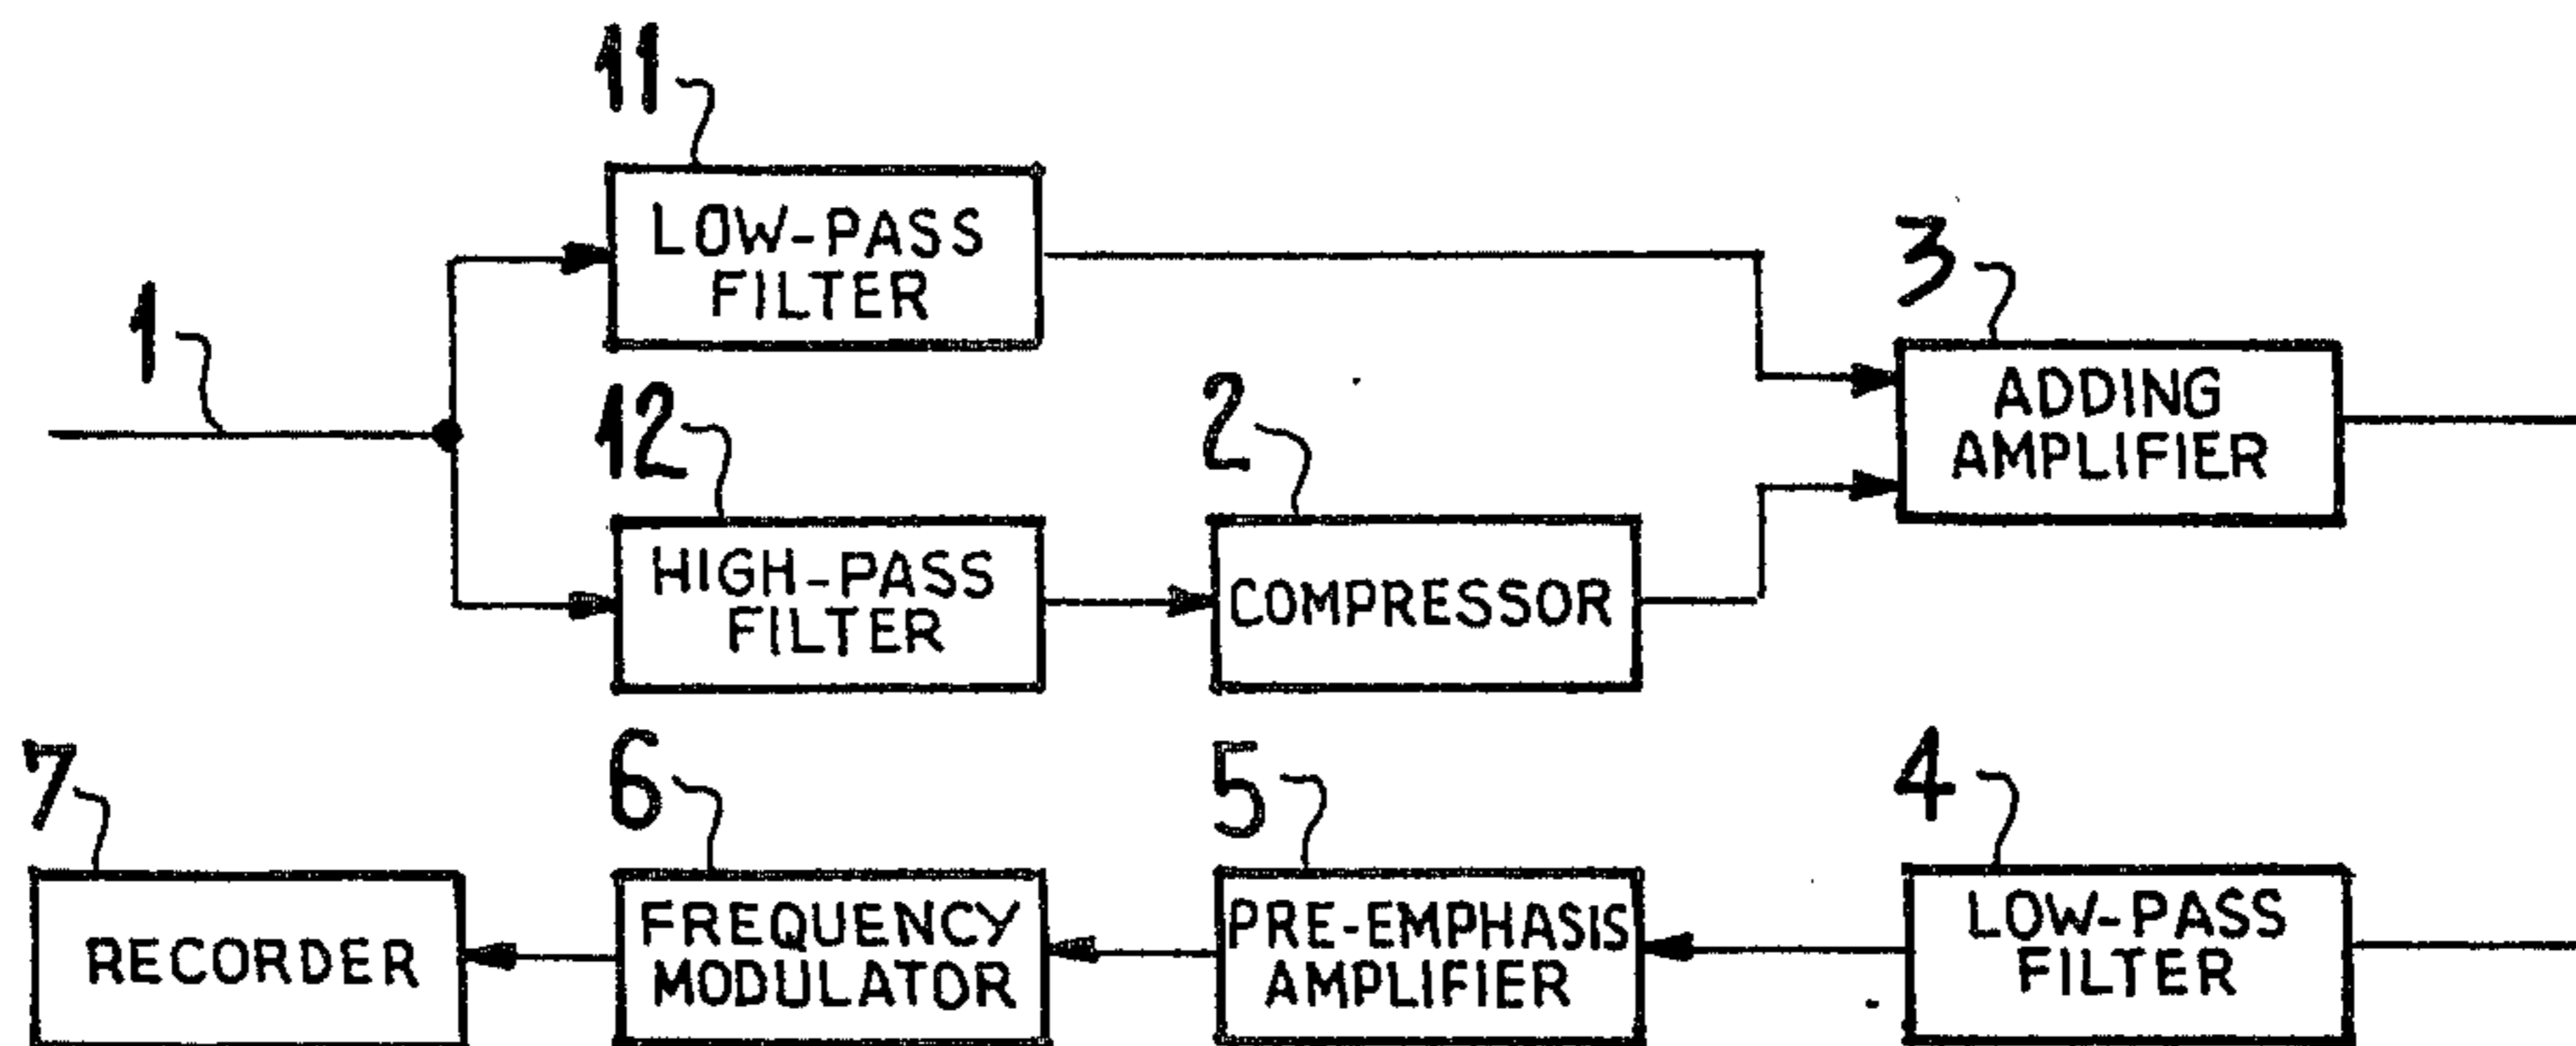 11
LOW-PASS
FILTER
1
3
ADDING
AMPLIFIER
12
HIGH-PASS
FILTER
2
COMPRESSOR
7
RECORDER
6
FREQUENCY
MODULATOR
5
PRE-EMPHASIS
AMPLIFIER
4
LOW-PASS
FILTER